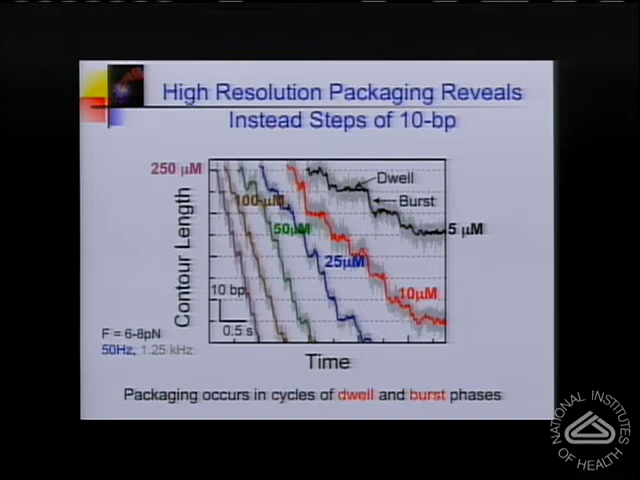 High Resolution Packaging Reveals
Instead Steps of 10-bp
250 µM
100 µM
50µM
25µM
10µM
5 µM
Dwell
Burst
Contour Length
10 bp
0.5 s
F = 6-8pN
50Hz, 1.25 kHz
Time
Packaging occurs in cycles of dwell and burst phases
NATIONAL INSTITUTES
OF HEALTH